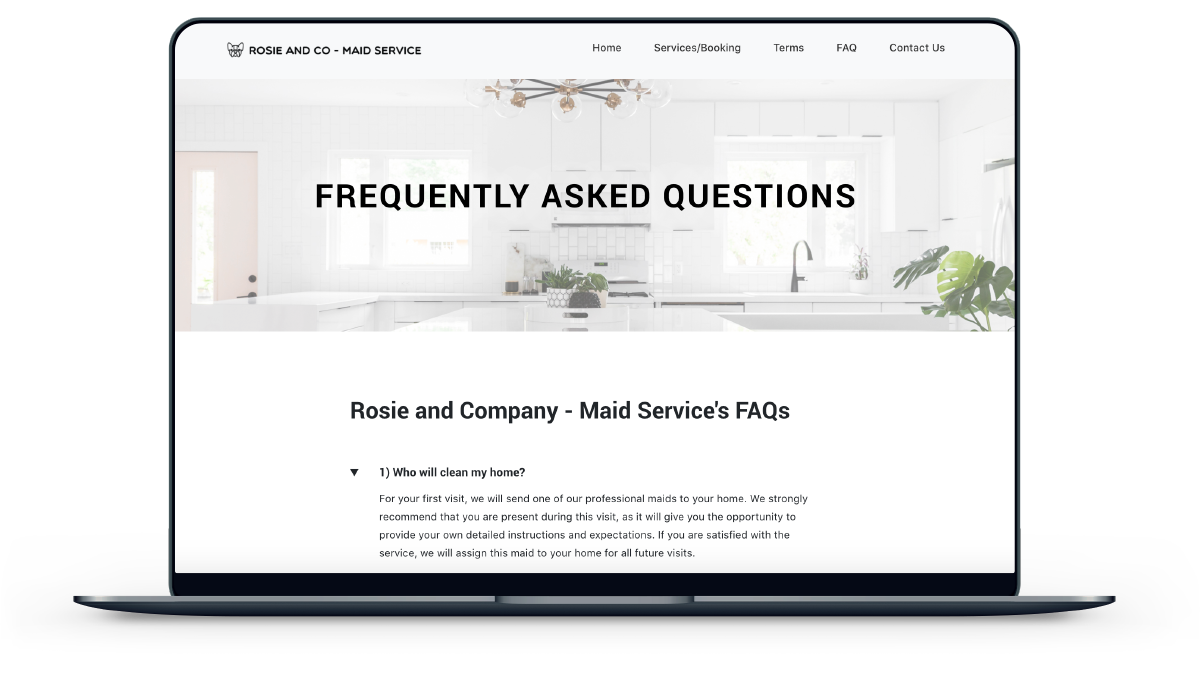 ROSIE AND CO - MAID SERVICE
Home Services/Booking Terms FAQ Contact Us
FREQUENTLY ASKED QUESTIONS
Rosie and Company - Maid Service's FAQs
1) Who will clean my home?
For your first visit, we will send one of our professional maids to your home. We strongly
recommend that you are present during this visit, as it will give you the opportunity to
provide your own detailed instructions and expectations. If you are satisfied with the
service, we will assign this maid to your home for all future visits.